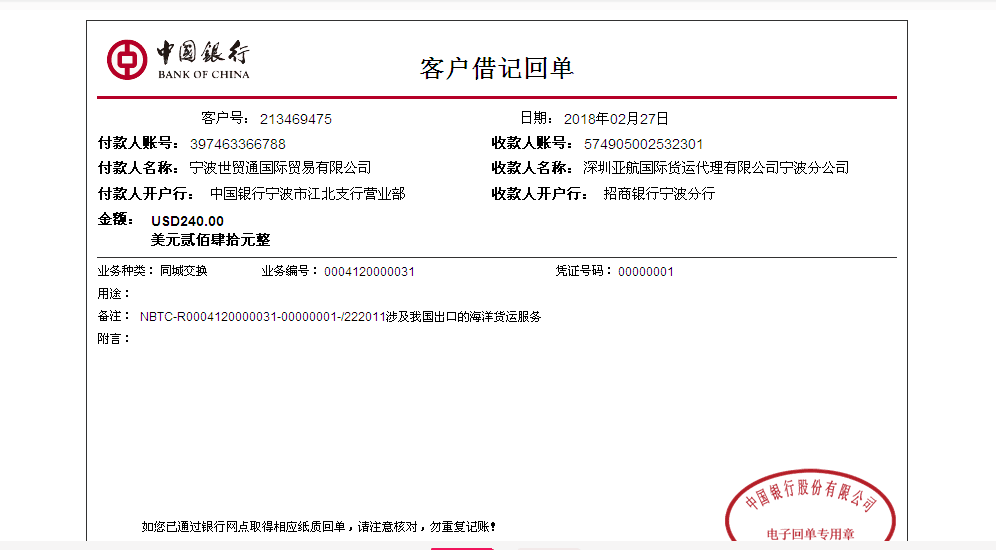 中国银行
BANK OF CHINA
客户借记回单
客户号： 213469475 日期： 2018年02月27日
付款人账号： 397463366788 收款人账号： 574905002532301
付款人名称： 宁波世贸通国际贸易有限公司 收款人名称： 深圳亚航国际货运代理有限公司宁波分公司
付款人开户行： 中国银行宁波市江北支行营业部 收款人开户行： 招商银行宁波分行
金额： USD240.00
美元贰佰肆拾元整
业务种类： 同城交换 业务编号： 0004120000031 凭证号码： 00000001
用途：
备注： NBTC-R0004120000031-00000001-/222011涉及我国出口的海洋货运服务
附言：
中国银行股份有限公司
如您已通过银行网点取得相应纸质回单，请注意核对，勿重复记账！
电子回单专用章